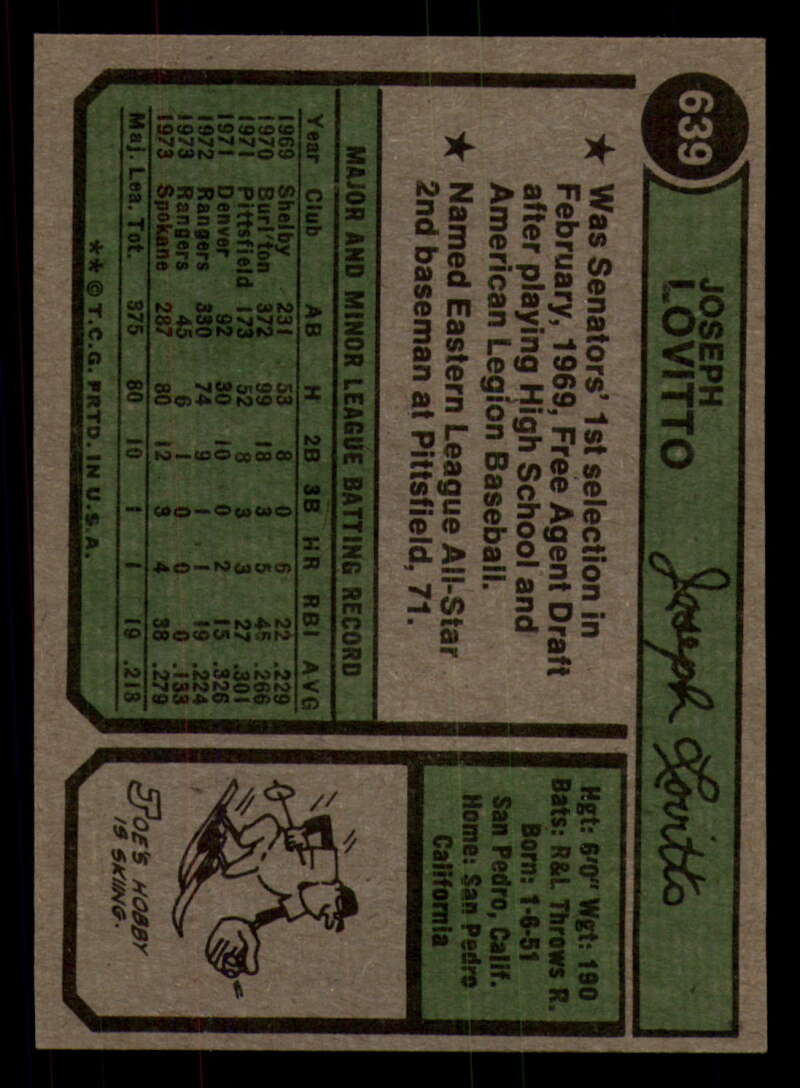 639
JOSEPH
LOVITTO
Joseph Lovitto
★ Was Senators' 1st selection in
February, 1969, Free Agent Draft
after playing High School and
American Legion Baseball.
★ Named Eastern League All-Star
2nd baseman at Pittsfield, '71.
MAJOR AND MINOR LEAGUE BATTING RECORD
Year Club AB H 2B 3B HR RBI AVG
1969 Shelby 231 53 8 0 6 22 .229
1970 Burl'ton 372 99 18 3 5 45 .266
1971 Pittsfield 173 52 8 3 3 27 .301
1971 Denver 92 30 10 0 2 15 .326
1972 Rangers 330 74 9 1 1 19 .224
1973 Rangers 45 6 1 0 0 0 .133
1973 Spokane 287 80 12 3 4 38 .279
Maj. Lea. Tot. 375 80 10 1 1 19 .213
**© T.C.G. PRTD. IN U.S.A.
Hgt: 6'0" Wgt: 190
Bats: R&L Throws R.
Born: 1-6-51
San Pedro, Calif.
Home: San Pedro
California
JOE'S HOBBY
IS SKIING.